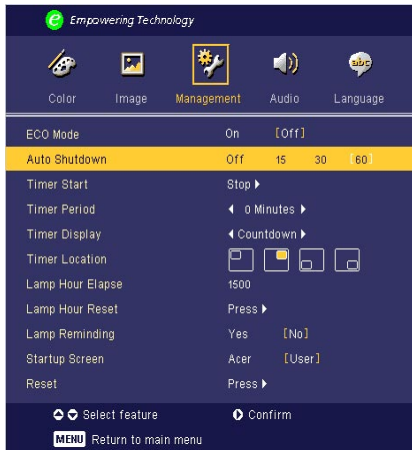 e Empowering Technology
abc
Color Image Management Audio Language
ECO Mode On [Off]
Auto Shutdown Off 15 30 [60]
Timer Start Stop
Timer Period 0 Minutes
Timer Display Countdown
Timer Location
Lamp Hour Elapse 1500
Lamp Hour Reset Press
Lamp Reminding Yes [No]
Startup Screen Acer [User]
Reset Press
Select feature Confirm
MENU Return to main menu